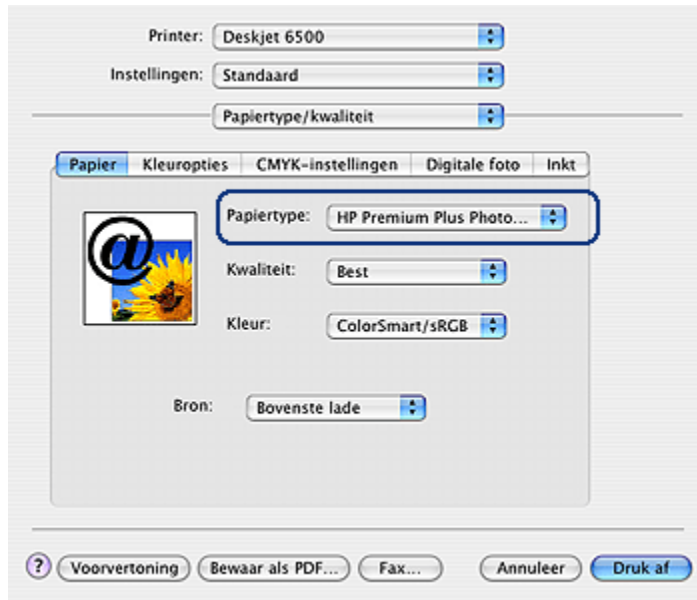 Printer: Deskjet 6500
Instellingen: Standaard
Papiertype/kwaliteit
Papier Kleuropties CMYK-instellingen Digitale foto Inkt
Papiertype: HP Premium Plus Photo...
@
Kwaliteit: Best
Kleur: ColorSmart/sRGB
Bron: Bovenste lade
? Voorvertoning Bewaar als PDF... Fax... Annuleer Druk af